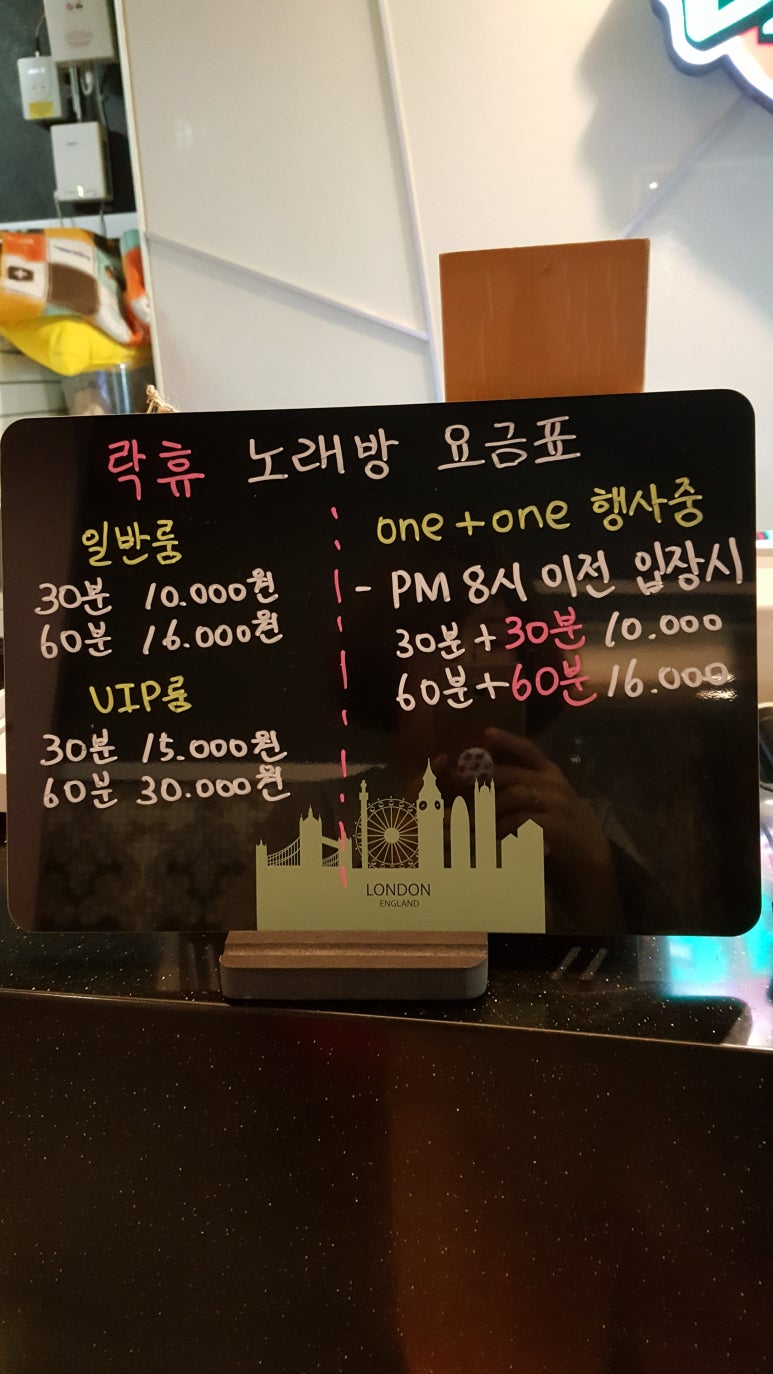 락휴 노래방 요금표
일반룸
30분 10.000원
60분 16.000원
VIP룸
30분 15.000원
60분 30.000원
one+one 행사중
- PM 8시 이전 입장시
30분+30분 10.000
60분+60분 16.000
LONDON
ENGLAND